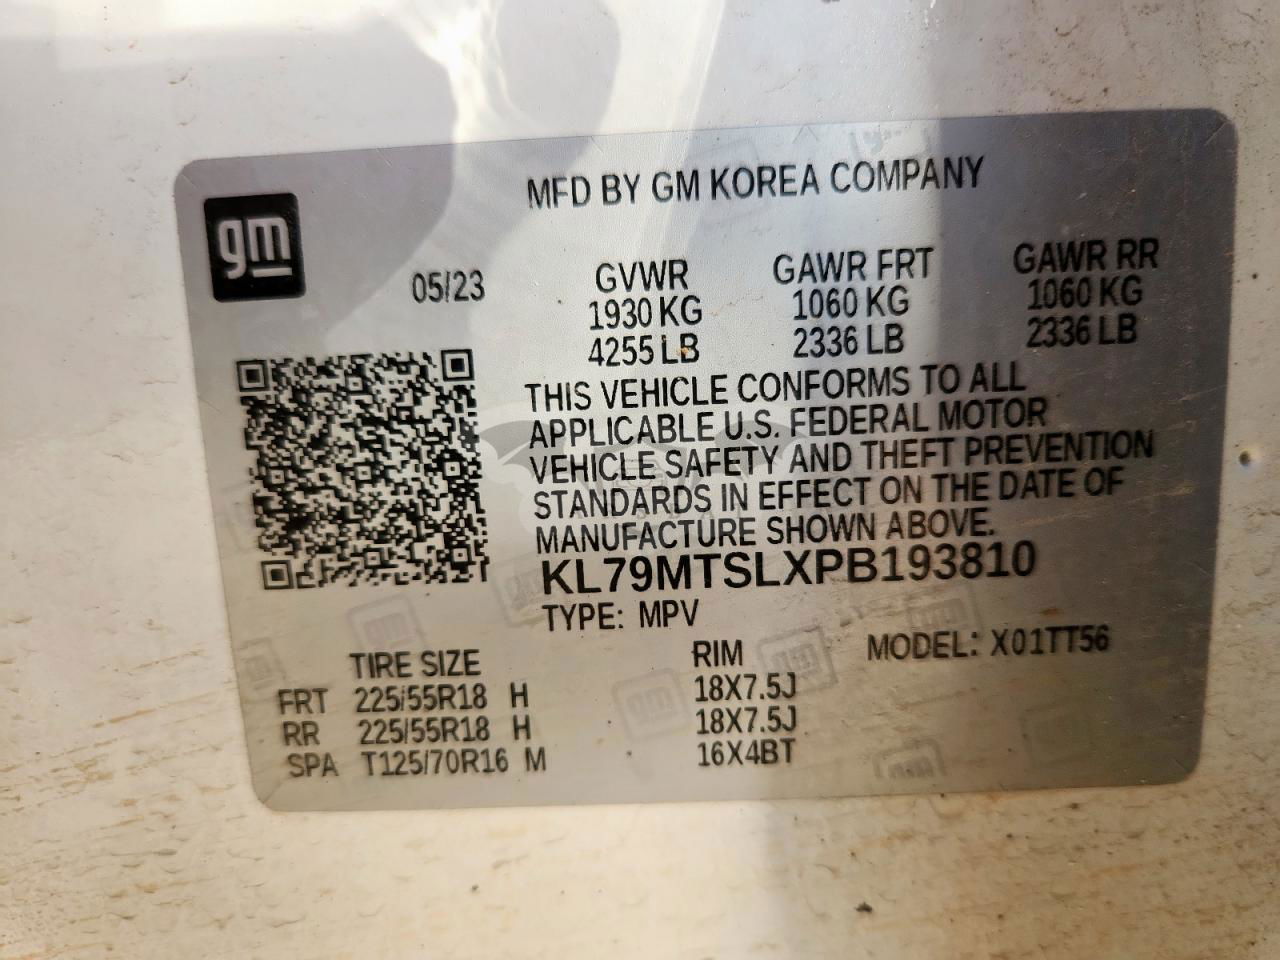 gm
MFD BY GM KOREA COMPANY
05/23
GVWR GAWR FRT GAWR RR
1930 KG 1060 KG 1060 KG
4255 LB 2336 LB 2336 LB
THIS VEHICLE CONFORMS TO ALL
APPLICABLE U.S. FEDERAL MOTOR
VEHICLE SAFETY AND THEFT PREVENTION
STANDARDS IN EFFECT ON THE DATE OF
MANUFACTURE SHOWN ABOVE.
KL79MTSLXPB193810
TYPE: MPV
TIRE SIZE RIM MODEL: X01TT56
FRT 225/55R18 H 18X7.5J
RR 225/55R18 H 18X7.5J
SPA T125/70R16 M 16X4BT